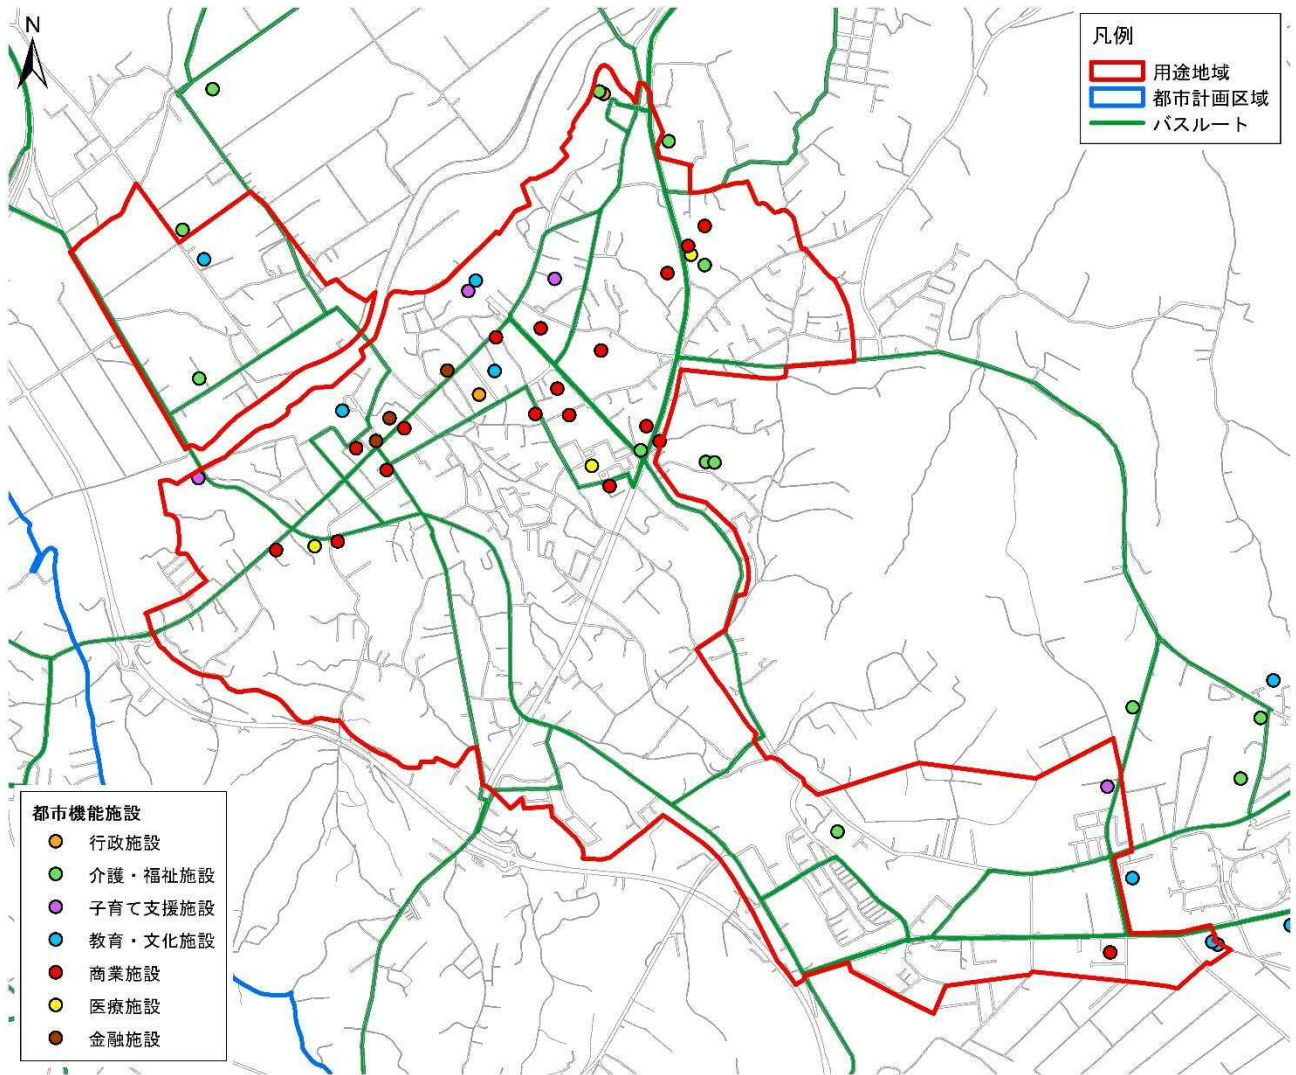 N
凡例
用途地域
都市計画区域
バスルート
都市機能施設
行政施設
介護・福祉施設
子育て支援施設
教育・文化施設
商業施設
医療施設
金融施設